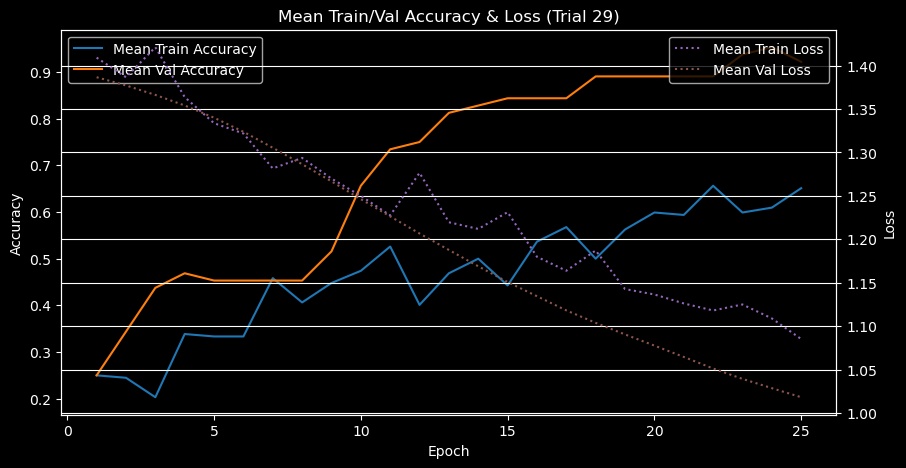 Mean Train/Val Accuracy & Loss (Trial 29)
Mean Train Accuracy
Mean Val Accuracy
Mean Train Loss
Mean Val Loss
0.9
0.8
0.7
0.6
0.5
0.4
0.3
0.2
Accuracy
1.40
1.35
1.30
1.25
1.20
1.15
1.10
1.05
1.00
Loss
0 5 10 15 20 25
Epoch